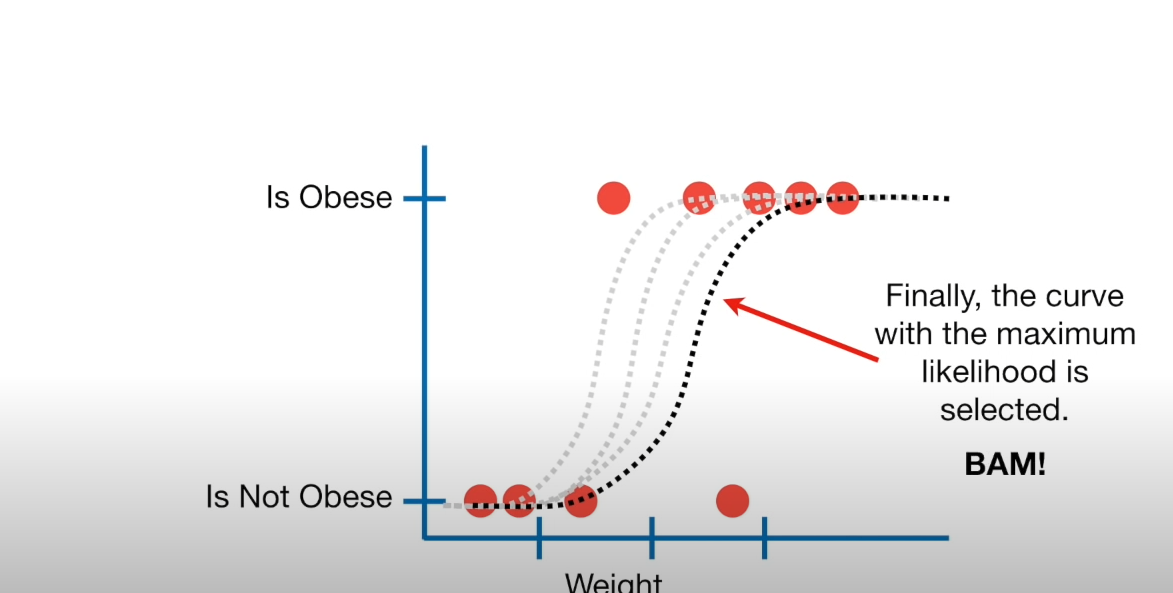 Is Obese
Finally, the curve
with the maximum
likelihood is
selected.
BAM!
Is Not Obese
Weight